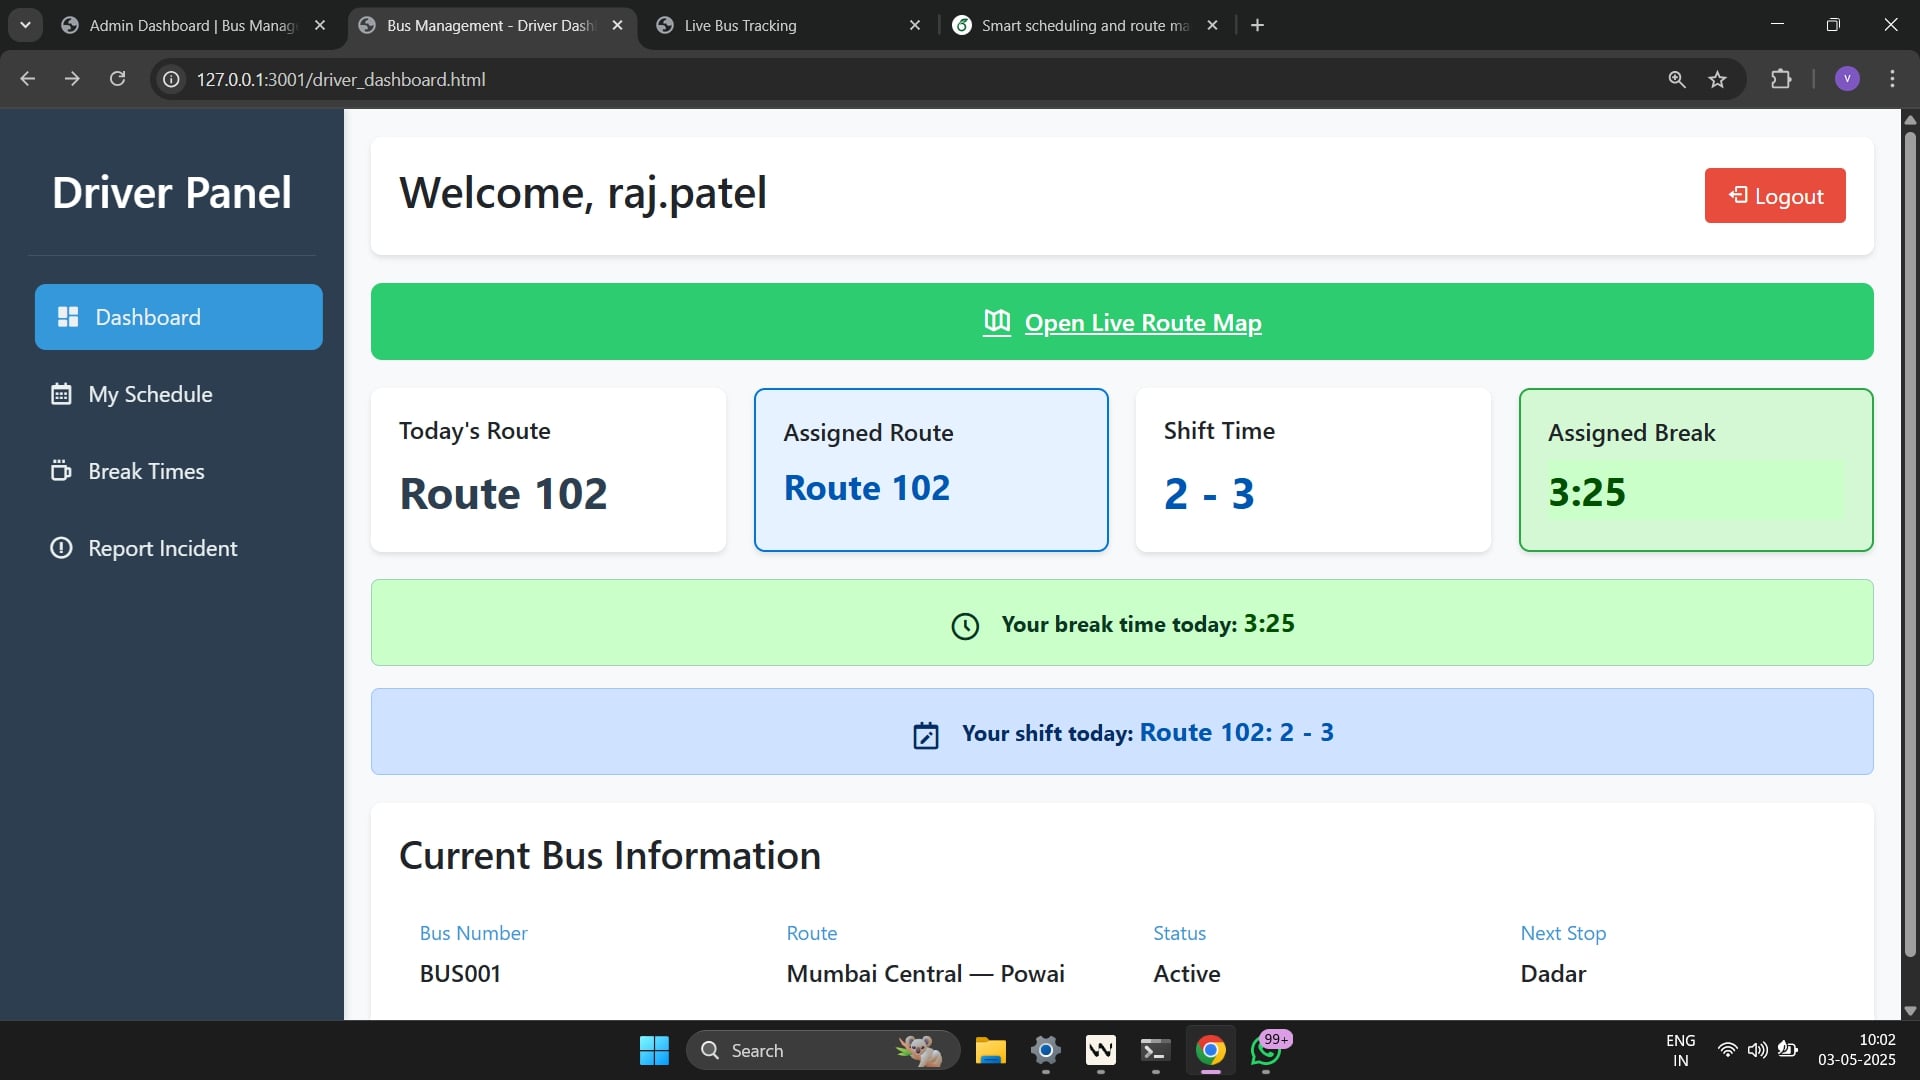 Admin Dashboard | Bus Manag
Bus Management - Driver Dash
Live Bus Tracking
Smart scheduling and route ma
127.0.0.1:3001/driver_dashboard.html
V
Driver Panel
Dashboard
My Schedule
Break Times
Report Incident
Welcome, raj.patel
Logout
Open Live Route Map
Today's Route
Route 102
Assigned Route
Route 102
Shift Time
2 - 3
Assigned Break
3:25
Your break time today: 3:25
Your shift today: Route 102: 2 - 3
Current Bus Information
Bus Number
BUS001
Route
Mumbai Central — Powai
Status
Active
Next Stop
Dadar
Search
99+
ENG
IN
10:02
03-05-2025